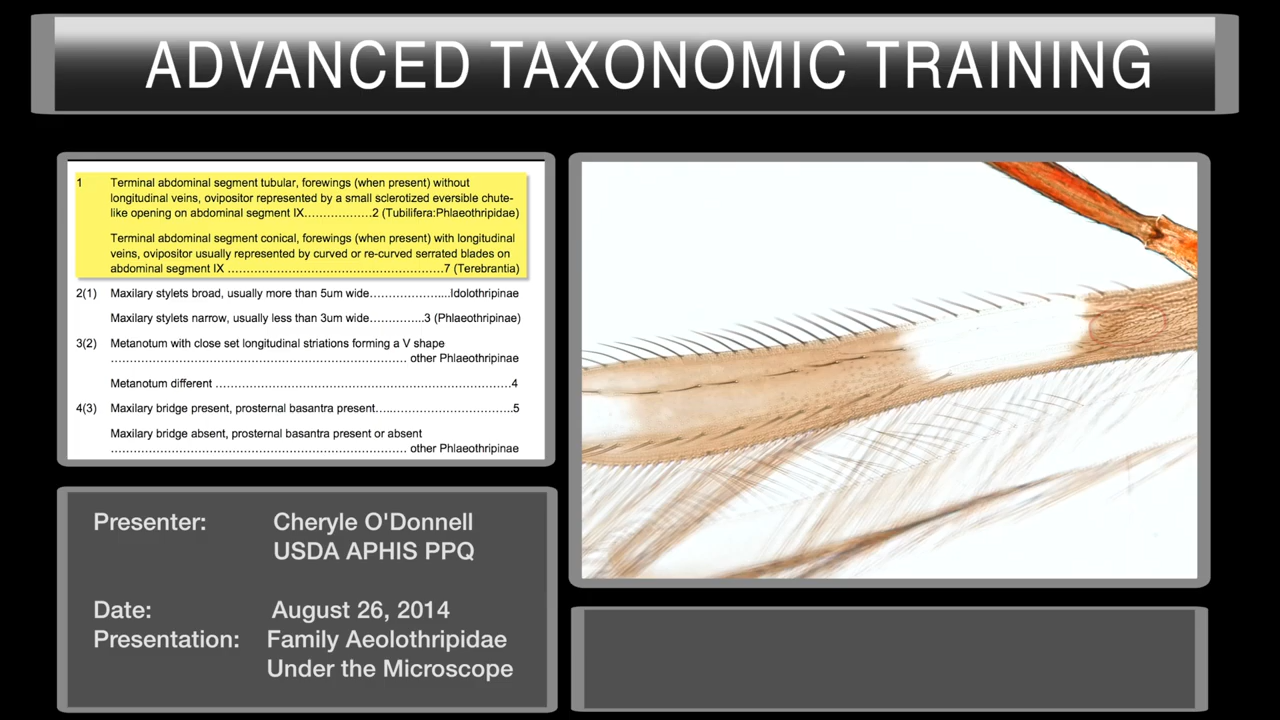 ADVANCED TAXONOMIC TRAINING
1 Terminal abdominal segment tubular, forewings (when present) without
longitudinal veins, ovipositor represented by a small sclerotized eversible chute-
like opening on abdominal segment IX.................2 (Tubilifera:Phlaeothripidae)
Terminal abdominal segment conical, forewings (when present) with longitudinal
veins, ovipositor usually represented by curved or re-curved serrated blades on
abdominal segment IX ........................................................7 (Terebrantia)
2(1) Maxilary stylets broad, usually more than 5um wide.....................Idolothripinae
Maxilary stylets narrow, usually less than 3um wide..............3 (Phlaeothripinae)
3(2) Metanotum with close set longitudinal striations forming a V shape
.............................................................................. other Phlaeothripinae
Metanotum different ..............................................................................4
4(3) Maxilary bridge present, prosternal basantra present....................................5
Maxilary bridge absent, prosternal basantra present or absent
.............................................................................. other Phlaeothripinae
Presenter: Cheryle O'Donnell
USDA APHIS PPQ
Date: August 26, 2014
Presentation: Family Aeolothripidae
Under the Microscope